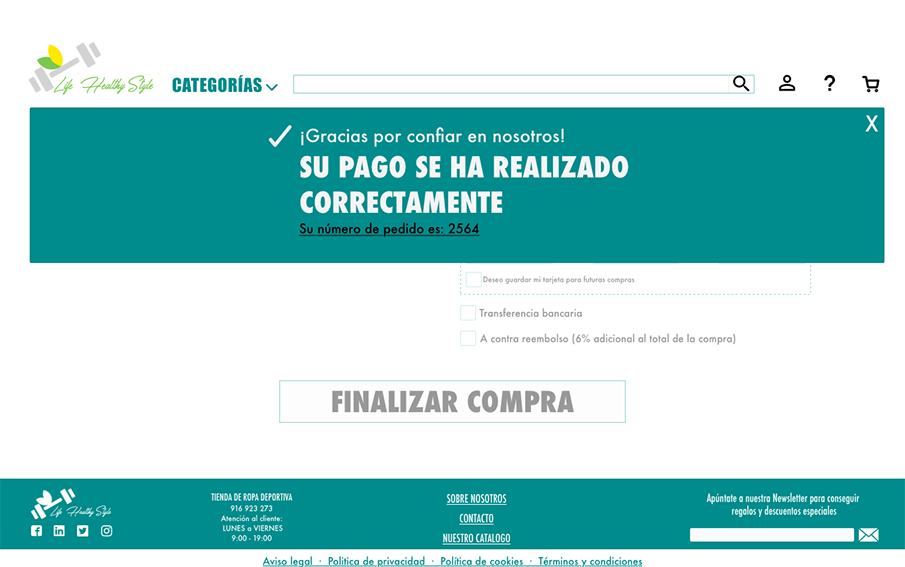 Life Healthy Style
CATEGORÍAS
?
X
¡Gracias por confiar en nosotros!
SU PAGO SE HA REALIZADO
CORRECTAMENTE
Su número de pedido es: 2564
Deseo guardar mi tarjeta para futuras compras
Transferencia bancaria
A contra reembolso (6% adicional al total de la compra)
FINALIZAR COMPRA
Life Healthy Style
TIENDA DE ROPA DEPORTIVA
916 923 273
Atención al cliente:
LUNES a VIERNES
9:00 - 19:00
SOBRE NOSOTROS
CONTACTO
NUESTRO CATALOGO
Apúntate a nuestra Newsletter para conseguir
regalos y descuentos especiales
Aviso legal · Política de privacidad · Política de cookies · Términos y condiciones